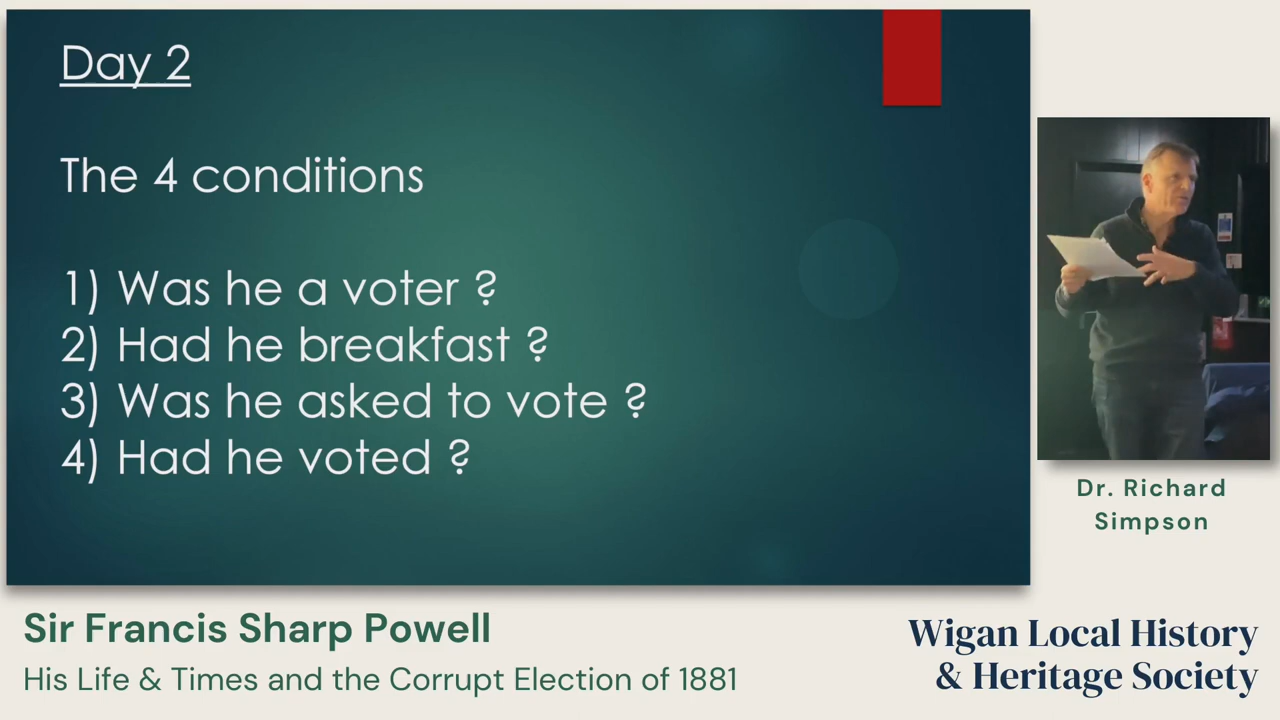 Day 2
The 4 conditions
1) Was he a voter ?
2) Had he breakfast ?
3) Was he asked to vote ?
4) Had he voted ?
Dr. Richard
Simpson
Sir Francis Sharp Powell
His Life & Times and the Corrupt Election of 1881
Wigan Local History
& Heritage Society